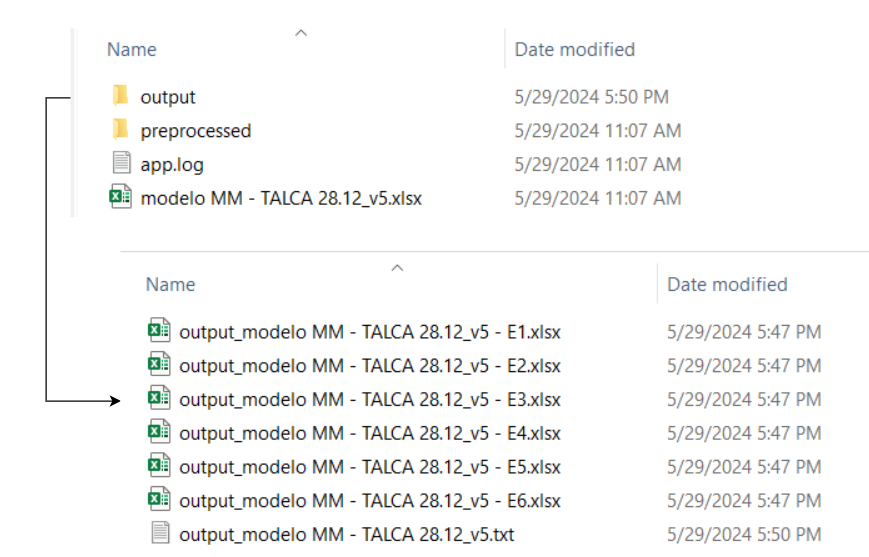 Name Date modified
output 5/29/2024 5:50 PM
preprocessed 5/29/2024 11:07 AM
app.log 5/29/2024 11:07 AM
modelo MM - TALCA 28.12_v5.xlsx 5/29/2024 11:07 AM
Name Date modified
output_modelo MM - TALCA 28.12_v5 - E1.xlsx 5/29/2024 5:47 PM
output_modelo MM - TALCA 28.12_v5 - E2.xlsx 5/29/2024 5:47 PM
output_modelo MM - TALCA 28.12_v5 - E3.xlsx 5/29/2024 5:47 PM
output_modelo MM - TALCA 28.12_v5 - E4.xlsx 5/29/2024 5:47 PM
output_modelo MM - TALCA 28.12_v5 - E5.xlsx 5/29/2024 5:47 PM
output_modelo MM - TALCA 28.12_v5 - E6.xlsx 5/29/2024 5:47 PM
output_modelo MM - TALCA 28.12_v5.txt 5/29/2024 5:50 PM